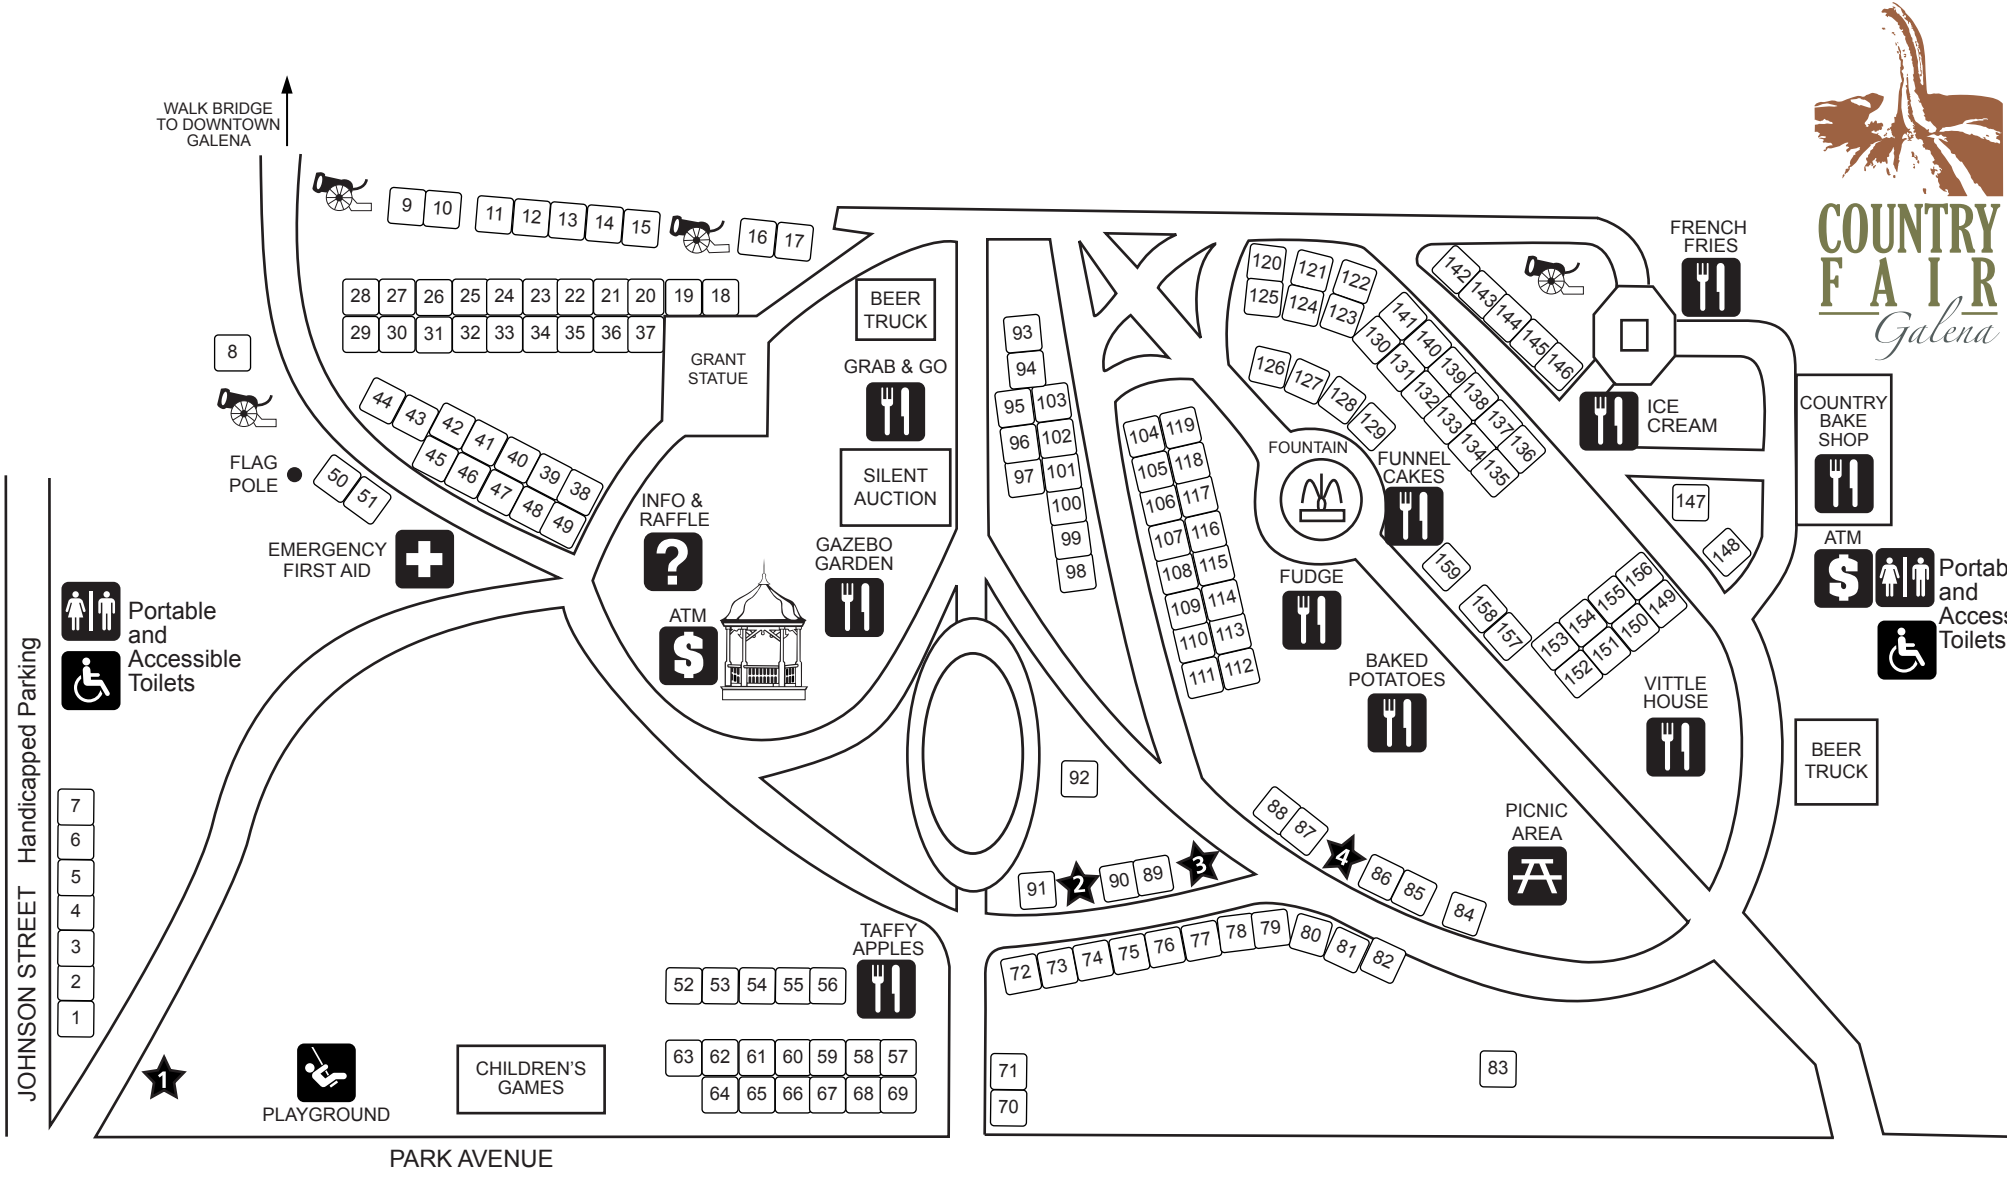 WALK BRIDGE
TO DOWNTOWN
GALENA
COUNTRY
FAIR
Galena
FRENCH
FRIES
9 10 11 12 13 14 15 16 17
28 27 26 25 24 23 22 21 20 19 18
29 30 31 32 33 34 35 36 37
8
GRANT
STATUE
44 43 42 41 40 39 38
45 46 47 48 49
FLAG
POLE
50 51
EMERGENCY
FIRST AID
BEER
TRUCK
GRAB & GO
SILENT
AUCTION
INFO &
RAFFLE
?
GAZEBO
GARDEN
ATM
$
93
94
95 103
96 102
97 101
100
99
98
104 119
105 118
106 117
107 116
108 115
109 114
110 113
111 112
120 121 122
125 124 123
126 127 128 129
141 140 139 138 137 136
130 131 132 133 134 135
142 143 144 145 146
ICE
CREAM
COUNTRY
BAKE
SHOP
FOUNTAIN
FUNNEL
CAKES
147
148
ATM
$
Portab
and
Access
Toilets
FUDGE
159
158 157
153 154 155 156
152 151 150 149
BAKED
POTATOES
VITTLE
HOUSE
BEER
TRUCK
Portable
and
Accessible
Toilets
JOHNSON STREET Handicapped Parking
7
6
5
4
3
2
1
92
88 87 4 86 85 84
PICNIC
AREA
91 2 90 89 3
TAFFY
APPLES
52 53 54 55 56
72 73 74 75 76 77 78 79 80 81 82
63 62 61 60 59 58 57
64 65 66 67 68 69
71
70
83
1
PLAYGROUND
CHILDREN'S
GAMES
PARK AVENUE